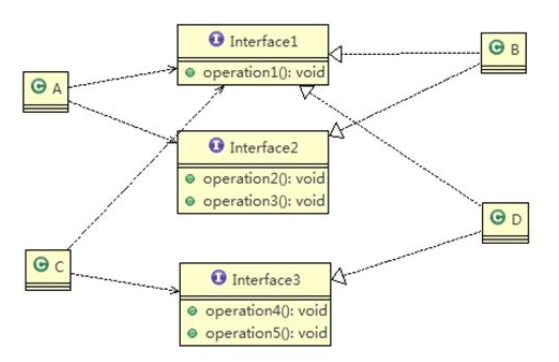 I Interface1
operation1(): void
C B
C A
I Interface2
operation2(): void
operation3(): void
C D
C C
I Interface3
operation4(): void
operation5(): void